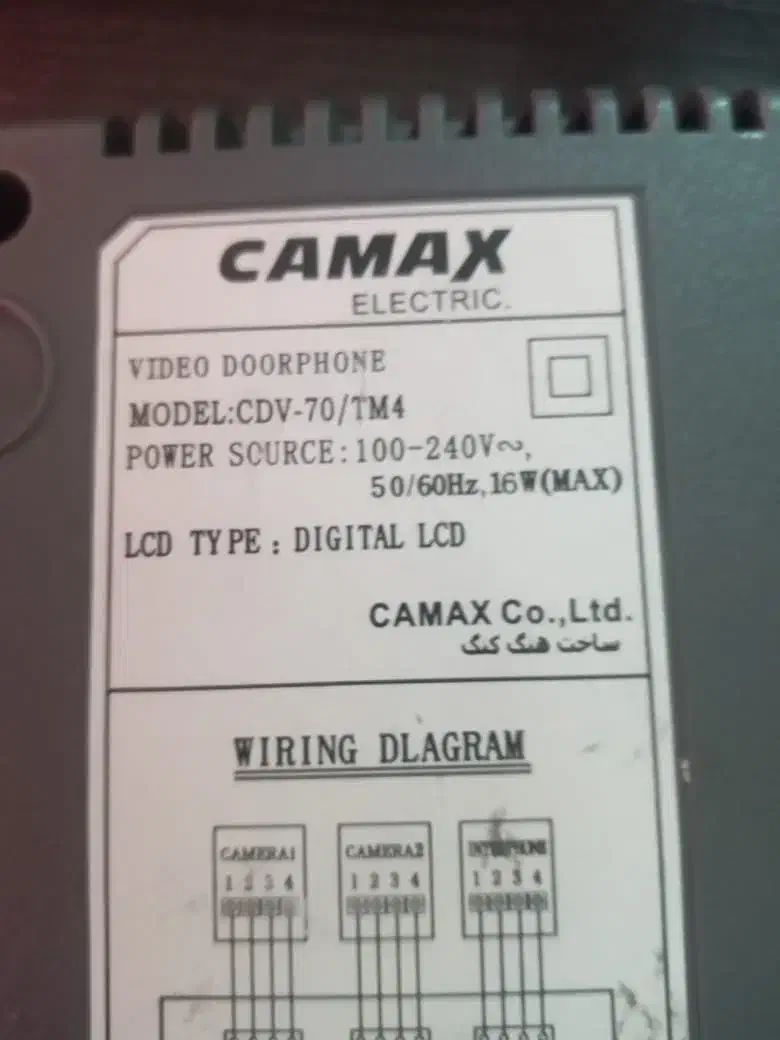 CAMAX
ELECTRIC.
VIDEO DOORPHONE
MODEL:CDV-70/TM4
POWER SOURCE:100-240V~,
50/60Hz,16W(MAX)
LCD TYPE : DIGITAL LCD
CAMAX Co.,Ltd.
ساخت هنگ کنگ
WIRING DLAGRAM
CAMERA1 CAMERA2 INTERPHONE
1 2 3 4 1 2 3 4 1 2 3 4